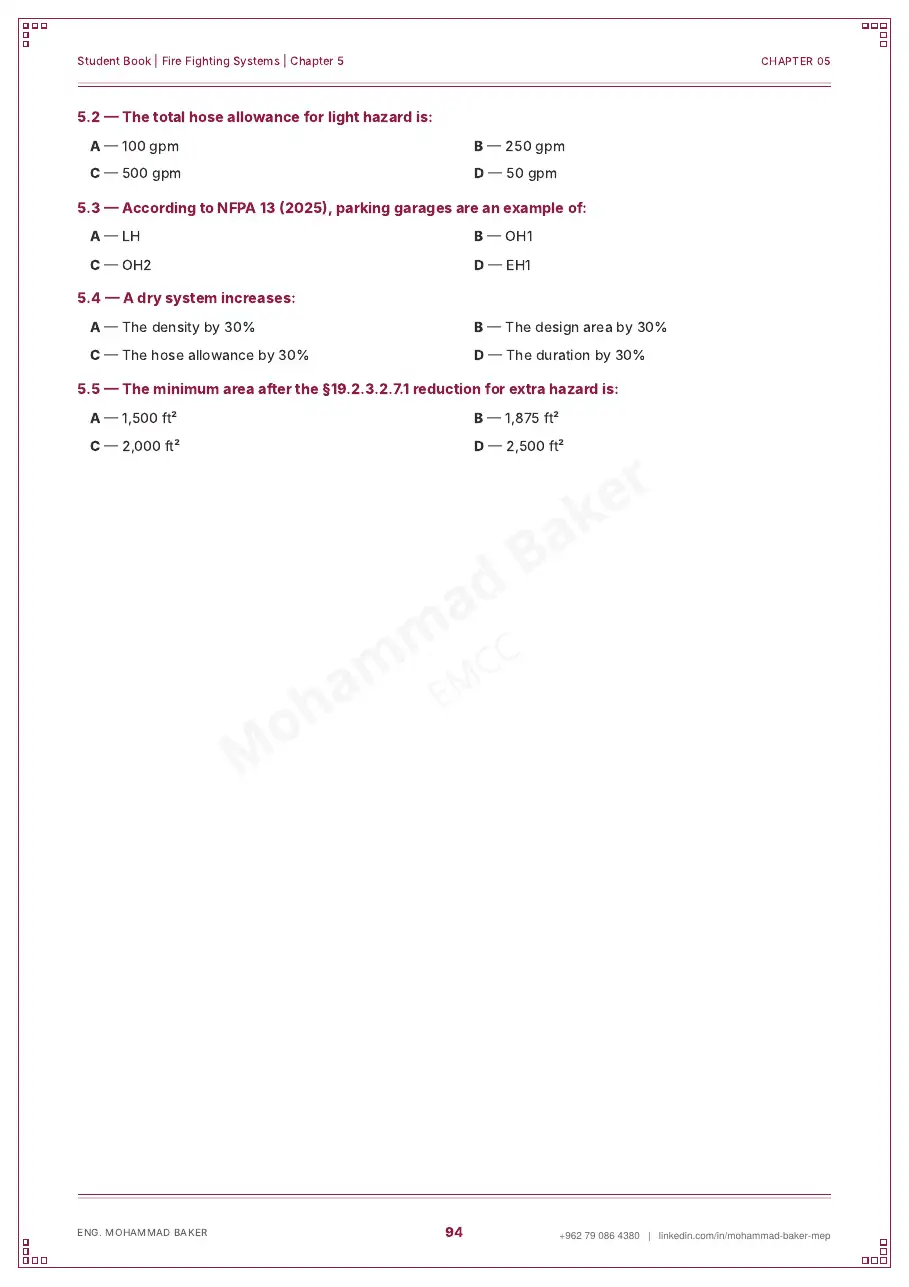 Student Book | Fire Fighting Systems | Chapter 5
CHAPTER 05
5.2 — The total hose allowance for light hazard is:
A — 100 gpm
B — 250 gpm
C — 500 gpm
D — 50 gpm
5.3 — According to NFPA 13 (2025), parking garages are an example of:
A — LH
B — OH1
C — OH2
D — EH1
5.4 — A dry system increases:
A — The density by 30%
B — The design area by 30%
C — The hose allowance by 30%
D — The duration by 30%
5.5 — The minimum area after the §19.2.3.2.7.1 reduction for extra hazard is:
A — 1,500 ft²
B — 1,875 ft²
C — 2,000 ft²
D — 2,500 ft²
Mohammad Baker
EMCC
ENG. MOHAMMAD BAKER
94
+962 79 086 4380 | linkedin.com/in/mohammad-baker-mep